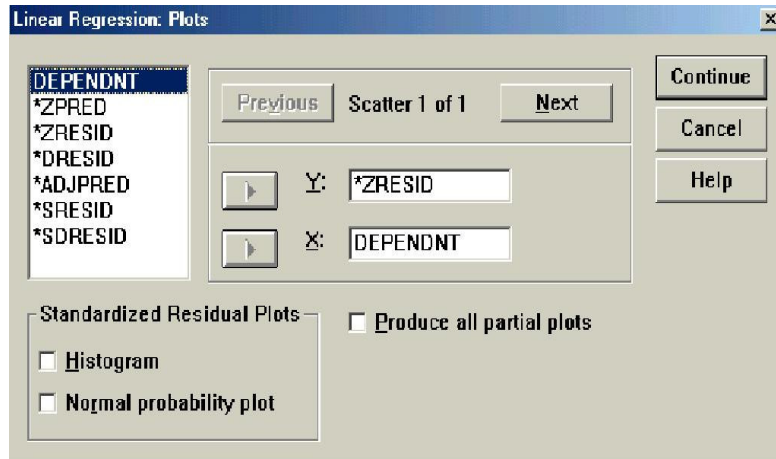 Linear Regression: Plots
DEPENDNT
*ZPRED
*ZRESID
*DRESID
*ADJPRED
*SRESID
*SDRESID
Previous Scatter 1 of 1 Next
Y: *ZRESID
X: DEPENDNT
Continue
Cancel
Help
Standardized Residual Plots
Histogram
Normal probability plot
Produce all partial plots